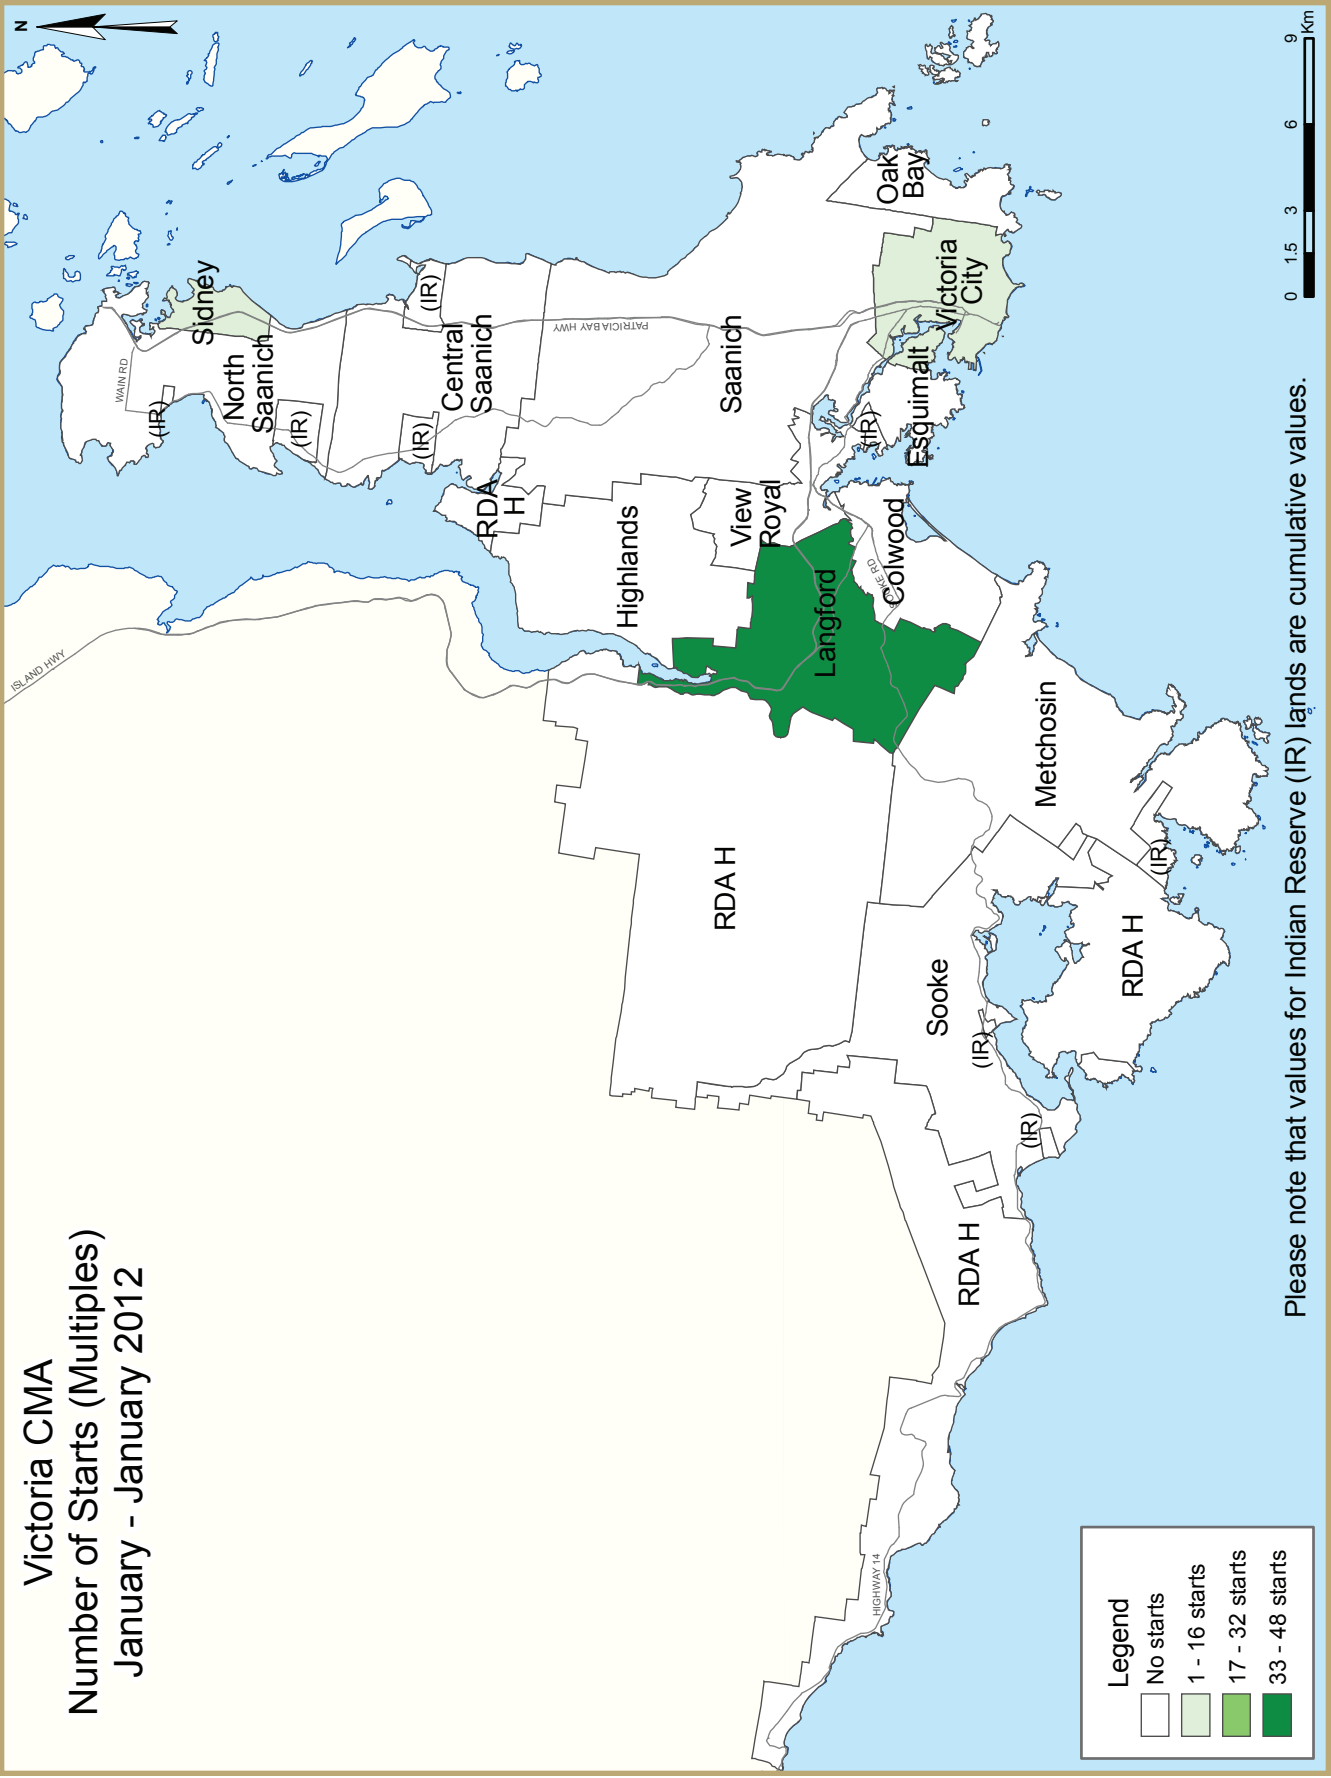 Victoria CMA
Number of Starts (Multiples)
January - January 2012
N
ISLAND HWY
WAIN RD
(IR)
Sidney
North
Saanich
(IR)
(IR)
Central
Saanich
(IR)
PATRICIA BAY HWY
RDA
H
Saanich
Highlands
View
Royal
Oak
Bay
Victoria
City
Esquimalt
(IR)
Langford
Colwood
SOOKE RD
Metchosin
RDA H
Sooke
(IR)
(IR)
(IR)
RDA H
RDA H
HIGHWAY 14
Legend
No starts
1 - 16 starts
17 - 32 starts
33 - 48 starts
0 1.5 3 6 9
Km
Please note that values for Indian Reserve (IR) lands are cumulative values.